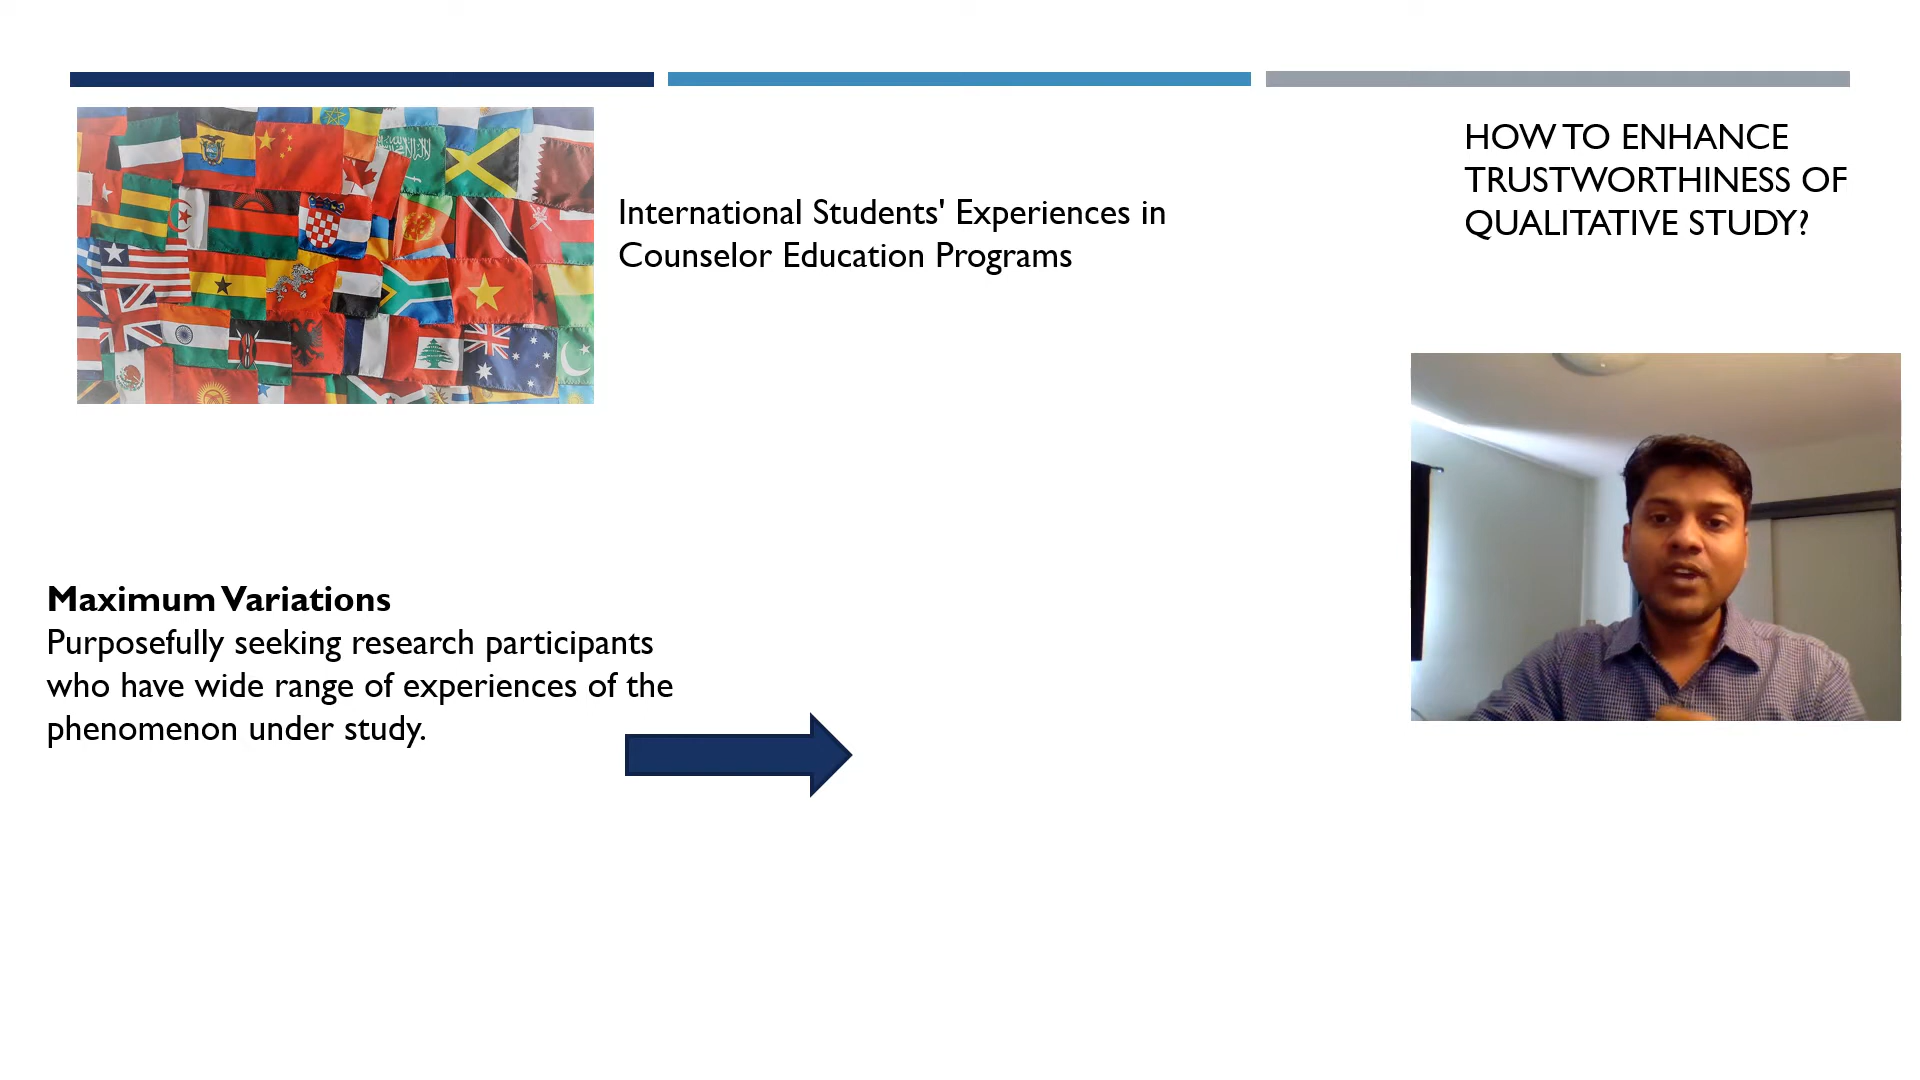 HOW TO ENHANCE
TRUSTWORTHINESS OF
QUALITATIVE STUDY?
International Students' Experiences in
Counselor Education Programs
Maximum Variations
Purposefully seeking research participants
who have wide range of experiences of the
phenomenon under study.